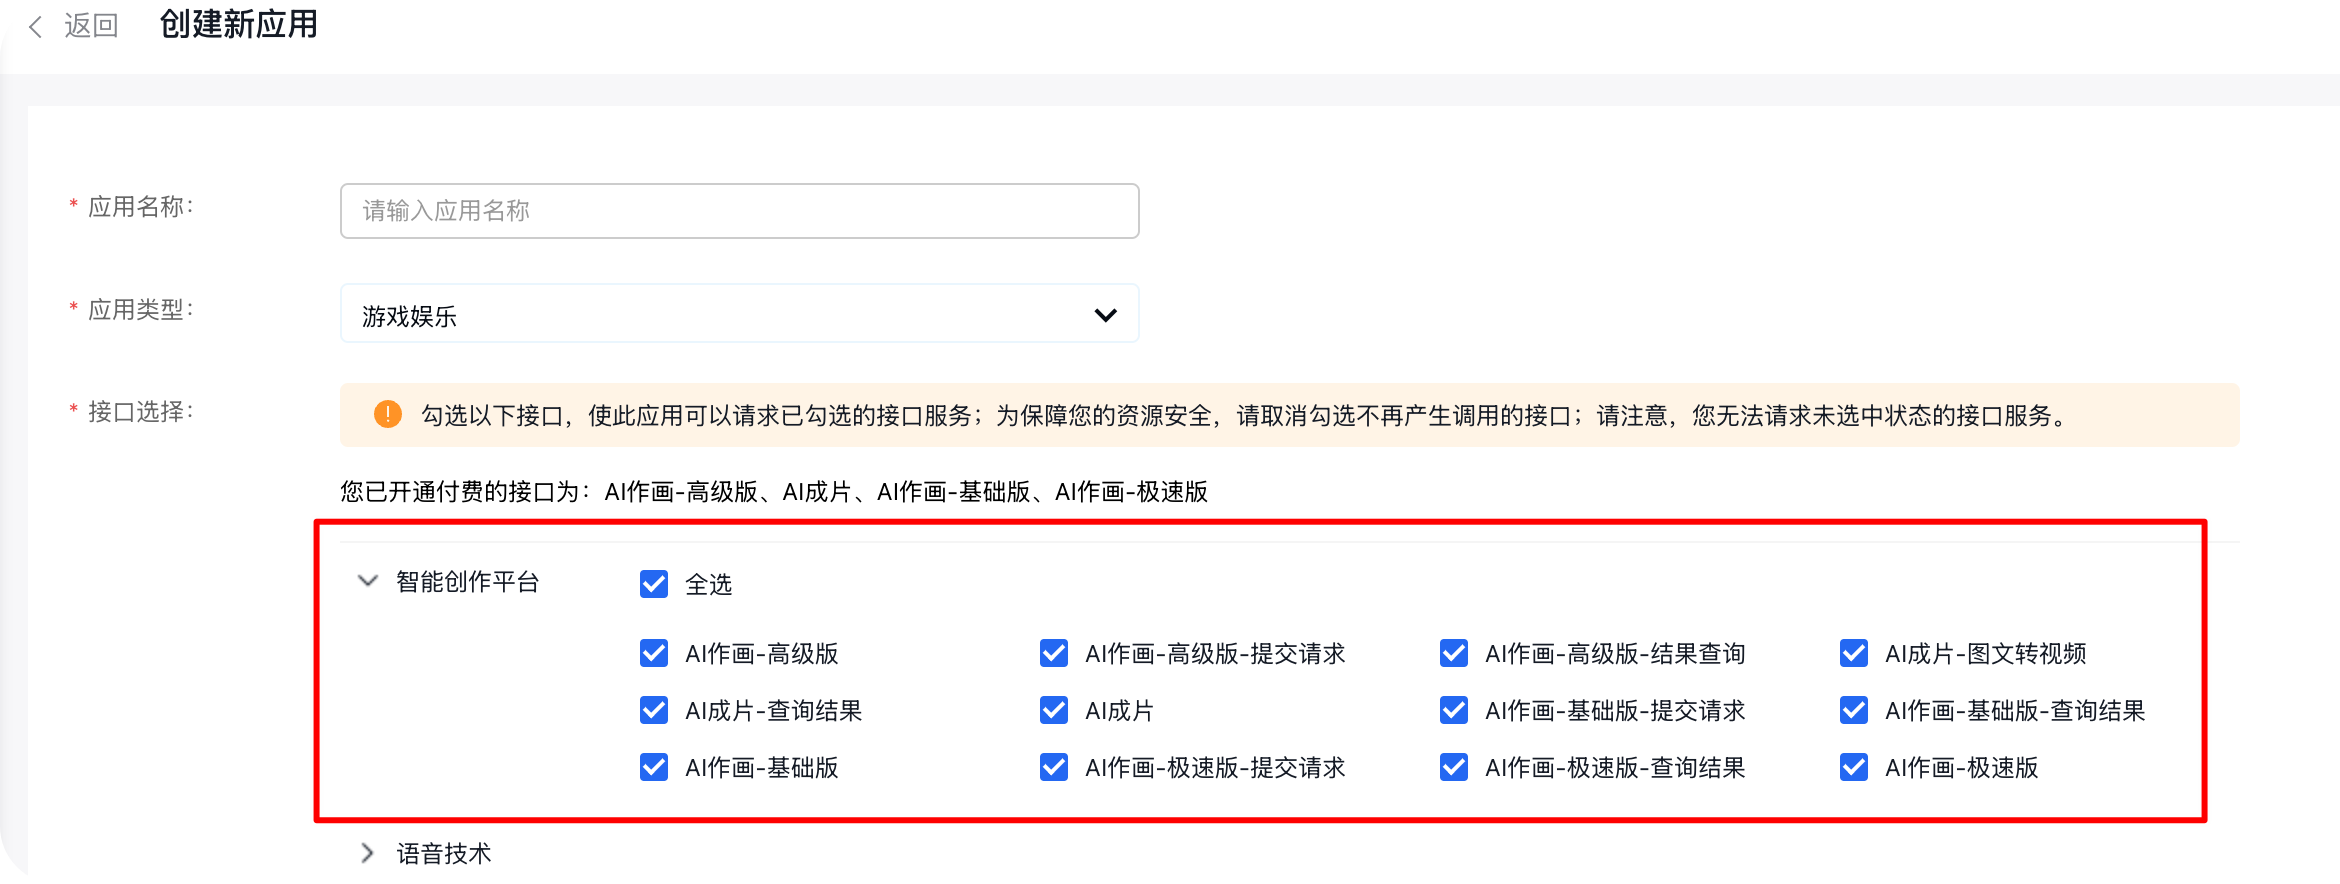 返回 创建新应用
* 应用名称:
请输入应用名称
* 应用类型:
游戏娱乐
* 接口选择:
勾选以下接口，使此应用可以请求已勾选的接口服务；为保障您的资源安全，请取消勾选不再产生调用的接口；请注意，您无法请求未选中状态的接口服务。
您已开通付费的接口为：AI作画-高级版、AI成片、AI作画-基础版、AI作画-极速版
智能创作平台 全选
AI作画-高级版 AI作画-高级版-提交请求 AI作画-高级版-结果查询 AI成片-图文转视频
AI成片-查询结果 AI成片 AI作画-基础版-提交请求 AI作画-基础版-查询结果
AI作画-基础版 AI作画-极速版-提交请求 AI作画-极速版-查询结果 AI作画-极速版
语音技术